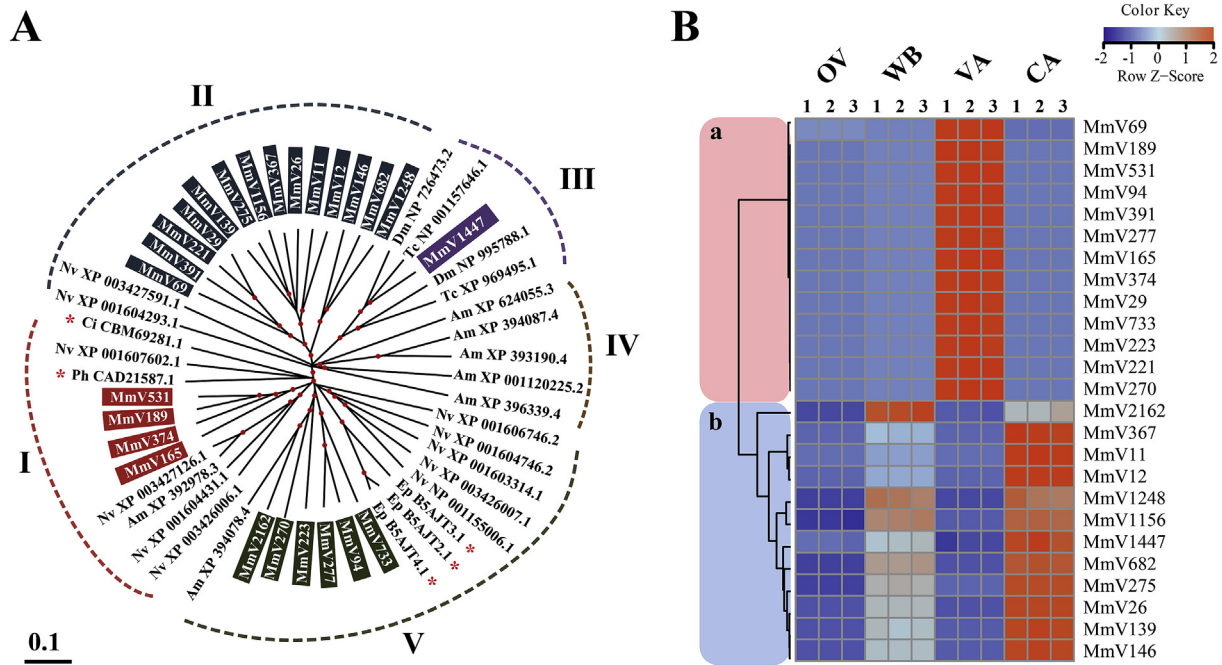 A
II
III
IV
V
I
MmV69
MmV391
MmV221
MmV29
MmV139
MmV275
MmV1156
MmV367
MmV26
MmV11
MmV12
MmV146
MmV682
MmV1248
Dm NP 726473.2
Tc NP 001157646.1
MmV1447
Dm NP 995788.1
Tc XP 969495.1
Am XP 624055.3
Am XP 394087.4
Am XP 393190.4
Am XP 001120225.2
Am XP 396339.4
Nv XP 001606746.2
Nv XP 001604746.2
Nv XP 001603314.1
Nv XP 003426007.1
Nv NP 001155006.1
Ep B5AJT3.1 *
Ep B5AJT2.1 *
Ep B5AJT4.1 *
MmV733
MmV94
MmV277
MmV223
MmV270
MmV2162
Am XP 394078.4
Nv XP 003426006.1
Nv XP 001604431.1
Am XP 392978.3
Nv XP 003427126.1
MmV165
MmV374
MmV189
MmV531
* Ph CAD21587.1
Nv XP 001607602.1
* Ci CBM69281.1
Nv XP 001604293.1
Nv XP 003427591.1
0.1
B
Color Key
-2 -1 0 1 2
Row Z−Score
OV WB VA CA
1 2 3 1 2 3 1 2 3 1 2 3
a
b
MmV69
MmV189
MmV531
MmV94
MmV391
MmV277
MmV165
MmV374
MmV29
MmV733
MmV223
MmV221
MmV270
MmV2162
MmV367
MmV11
MmV12
MmV1248
MmV1156
MmV1447
MmV682
MmV275
MmV26
MmV139
MmV146